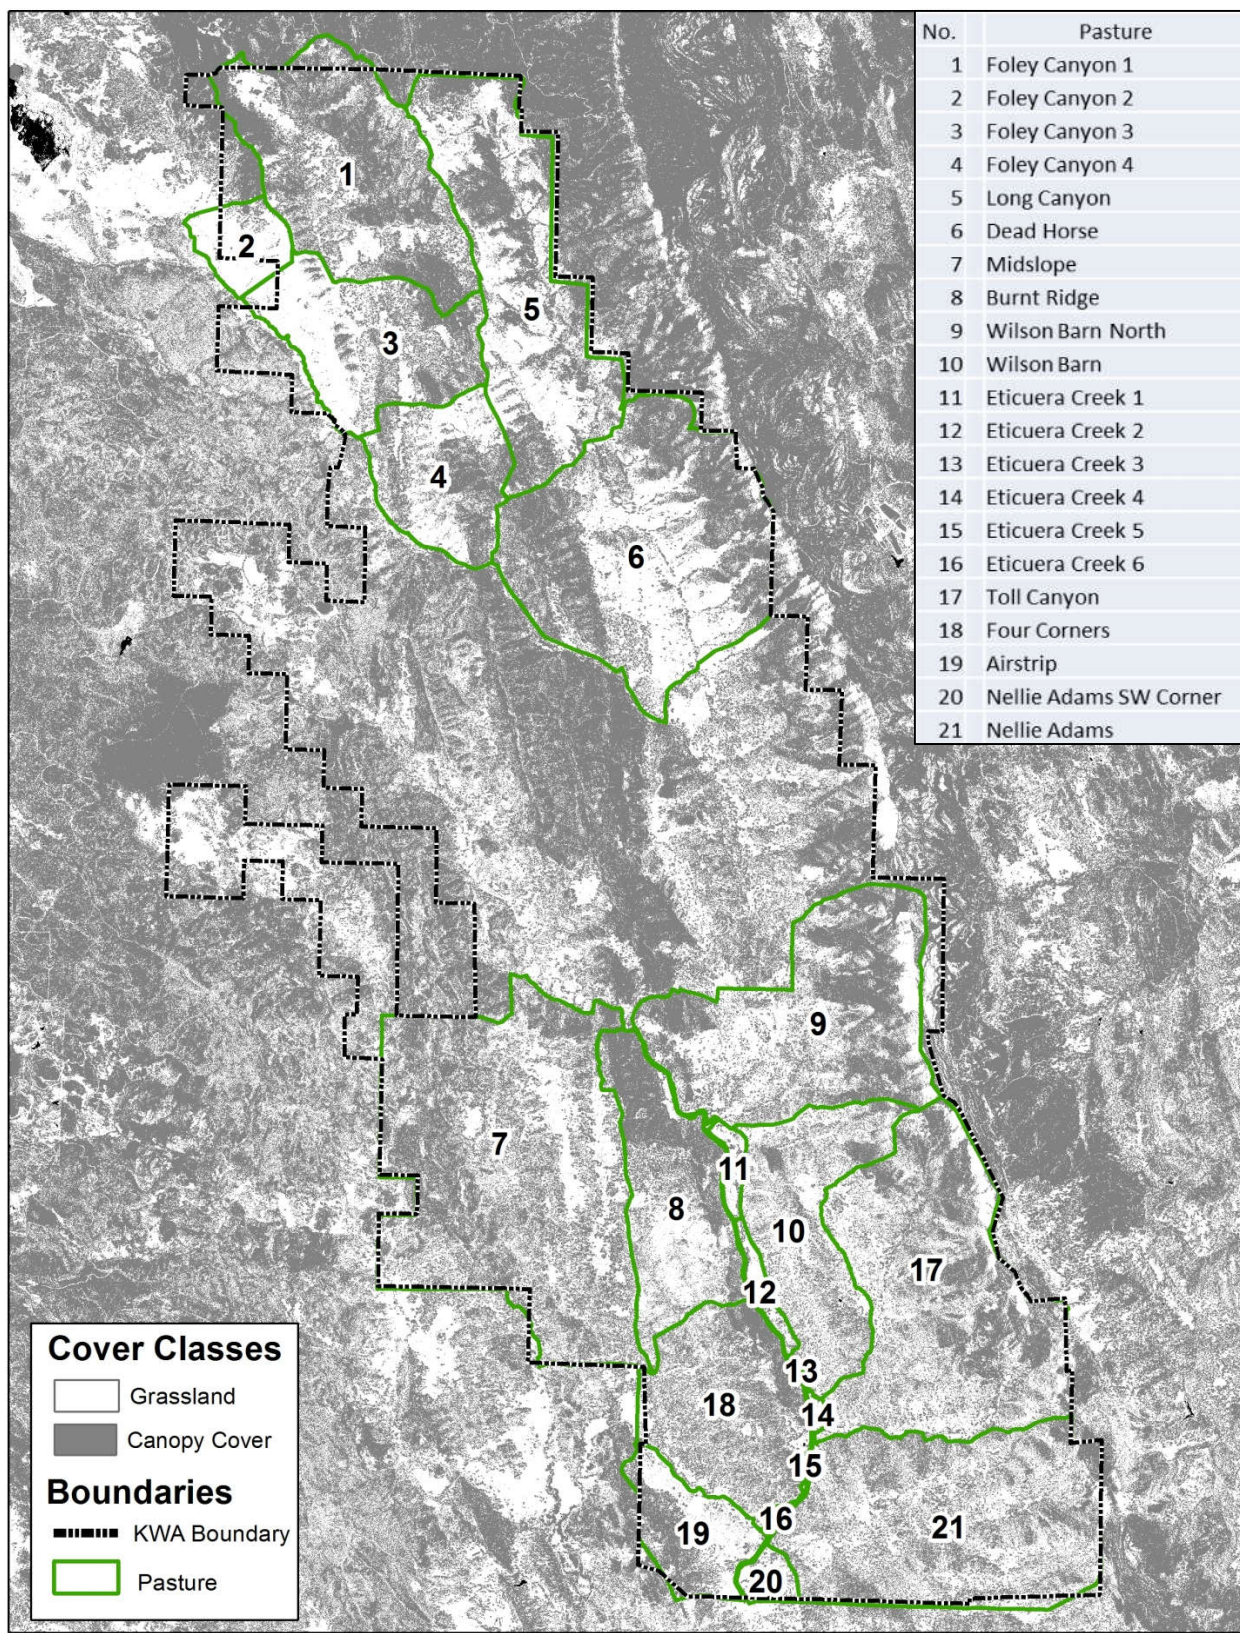 No. Pasture
1 Foley Canyon 1
2 Foley Canyon 2
3 Foley Canyon 3
4 Foley Canyon 4
5 Long Canyon
6 Dead Horse
7 Midslope
8 Burnt Ridge
9 Wilson Barn North
10 Wilson Barn
11 Eticuera Creek 1
12 Eticuera Creek 2
13 Eticuera Creek 3
14 Eticuera Creek 4
15 Eticuera Creek 5
16 Eticuera Creek 6
17 Toll Canyon
18 Four Corners
19 Airstrip
20 Nellie Adams SW Corner
21 Nellie Adams
1
2
5
3
4
6
9
7
11
8
10
17
12
13
18
14
15
16
19
21
20
Cover Classes
Grassland
Canopy Cover
Boundaries
KWA Boundary
Pasture